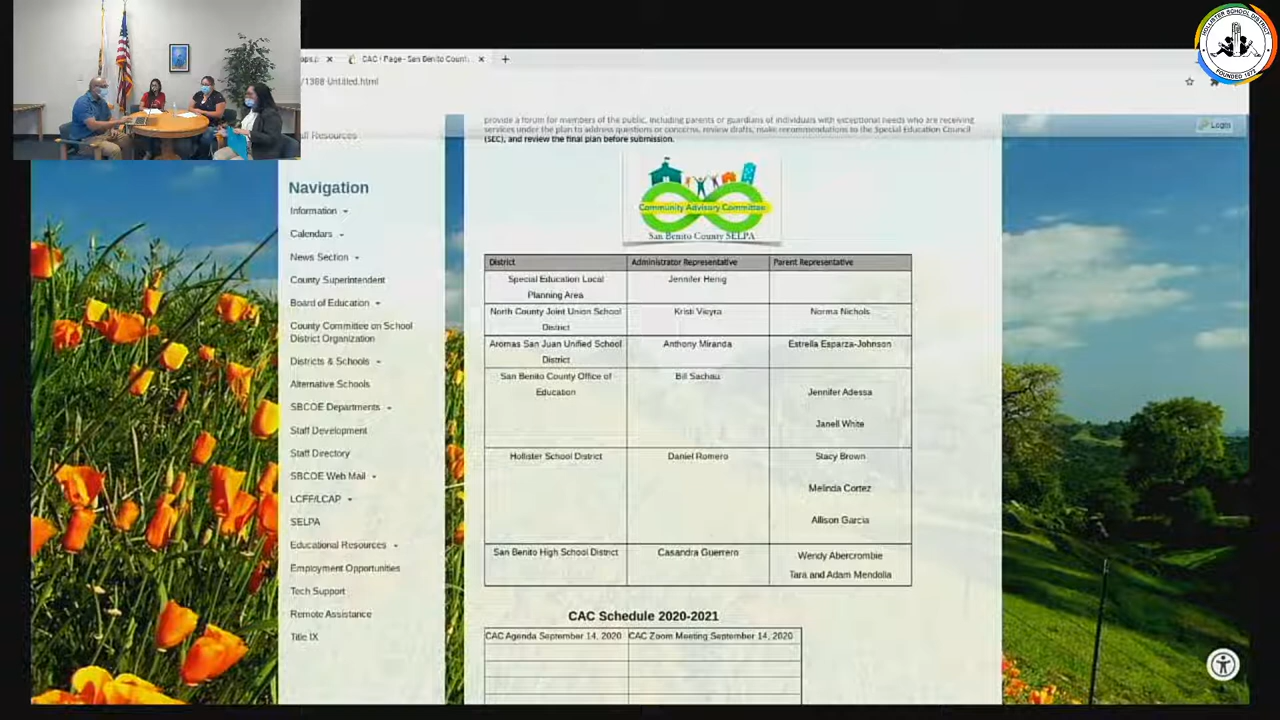 HOLLISTER SCHOOL DISTRICT
FOUNDED 1872
CAC | Page - San Benito Count
/1388-Untitled.html
Login
Resources
provide a forum for members of the public, including parents or guardians of individuals with exceptional needs who are receiving
services under the plan to address questions or concerns, review drafts, make recommendations to the Special Education Council
(SEC), and review the final plan before submission.
Community Advisory Committee
San Benito County SELPA
Navigation
Information
Calendars
News Section
County Superintendent
Board of Education
County Committee on School
District Organization
Districts & Schools
Alternative Schools
SBCOE Departments
Staff Development
Staff Directory
SBCOE Web Mail
LCFF/LCAP
SELPA
Educational Resources
Employment Opportunities
Tech Support
Remote Assistance
Title IX
District Administrator Representative Parent Representative
Special Education Local Jennifer Henig
Planning Area
North County Joint Union School Kristi Vieyra Norma Nichols
District
Aromas San Juan Unified School Anthony Miranda Estrella Esparza-Johnson
District
San Benito County Office of Bill Sachau
Education Jennifer Adessa
Janell White
Hollister School District Daniel Romero Stacy Brown
Melinda Cortez
Allison Garcia
San Benito High School District Casandra Guerrero Wendy Abercrombie
Tara and Adam Mendolia
CAC Schedule 2020-2021
CAC Agenda September 14, 2020 CAC Zoom Meeting September 14, 2020